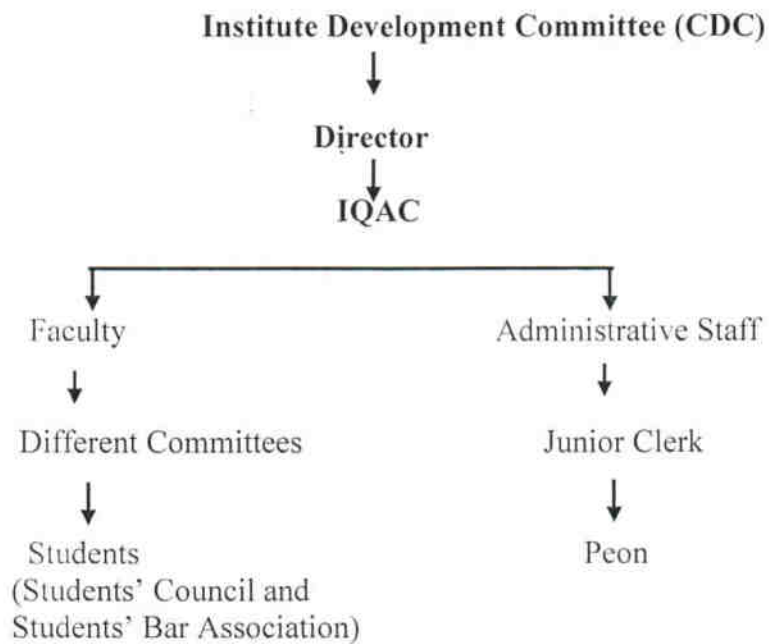 Institute Development Committee (CDC)
Director
IQAC
Faculty
Administrative Staff
Different Committees
Junior Clerk
Students
Peon
(Students' Council and
Students' Bar Association)